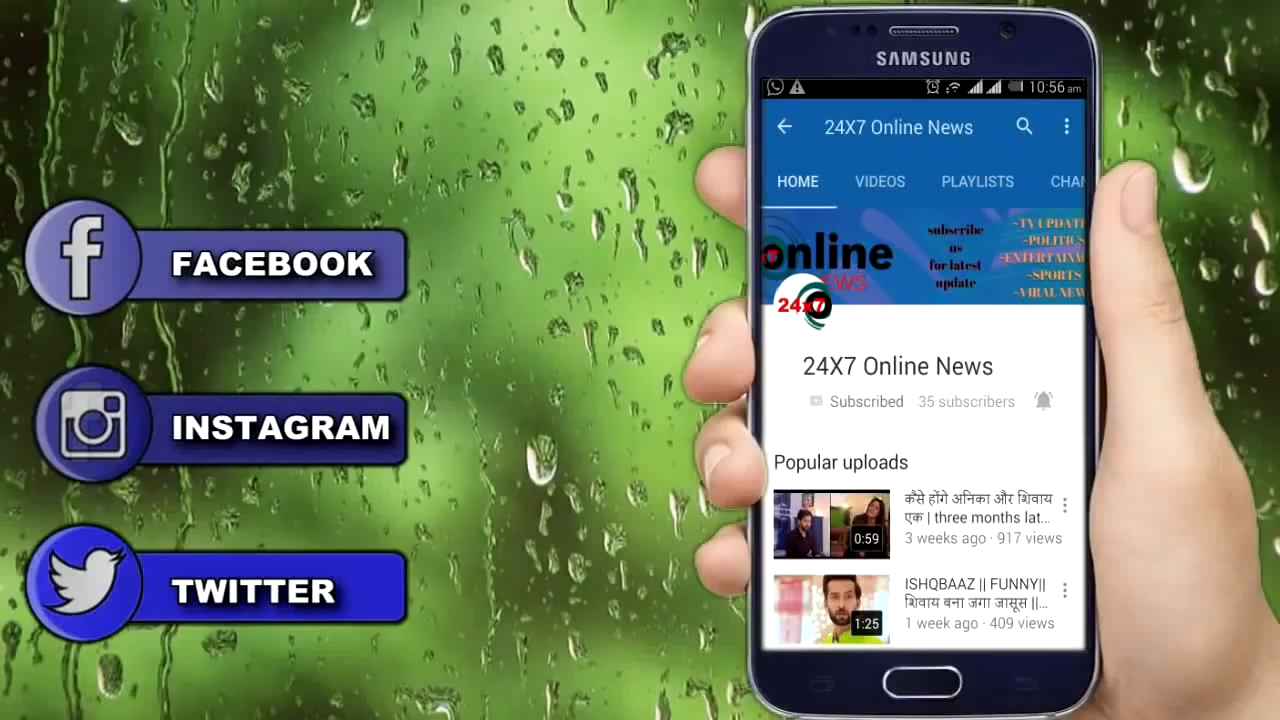 FACEBOOK
INSTAGRAM
TWITTER
SAMSUNG
10:56 am
24X7 Online News
HOME VIDEOS PLAYLISTS CHAN
online
NEWS
subscribe
us
for latest
update
~TV UPDATE
~POLITICS
~ENTERTAINM
~SPORTS
~VIRAL NEW
24x7
24X7 Online News
Subscribed 35 subscribers
Popular uploads
कैसे होंगे अनिका और शिवाय
एक | three months lat...
3 weeks ago · 917 views
0:59
ISHQBAAZ || FUNNY||
शिवाय बना जगा जासूस ||...
1 week ago · 409 views
1:25